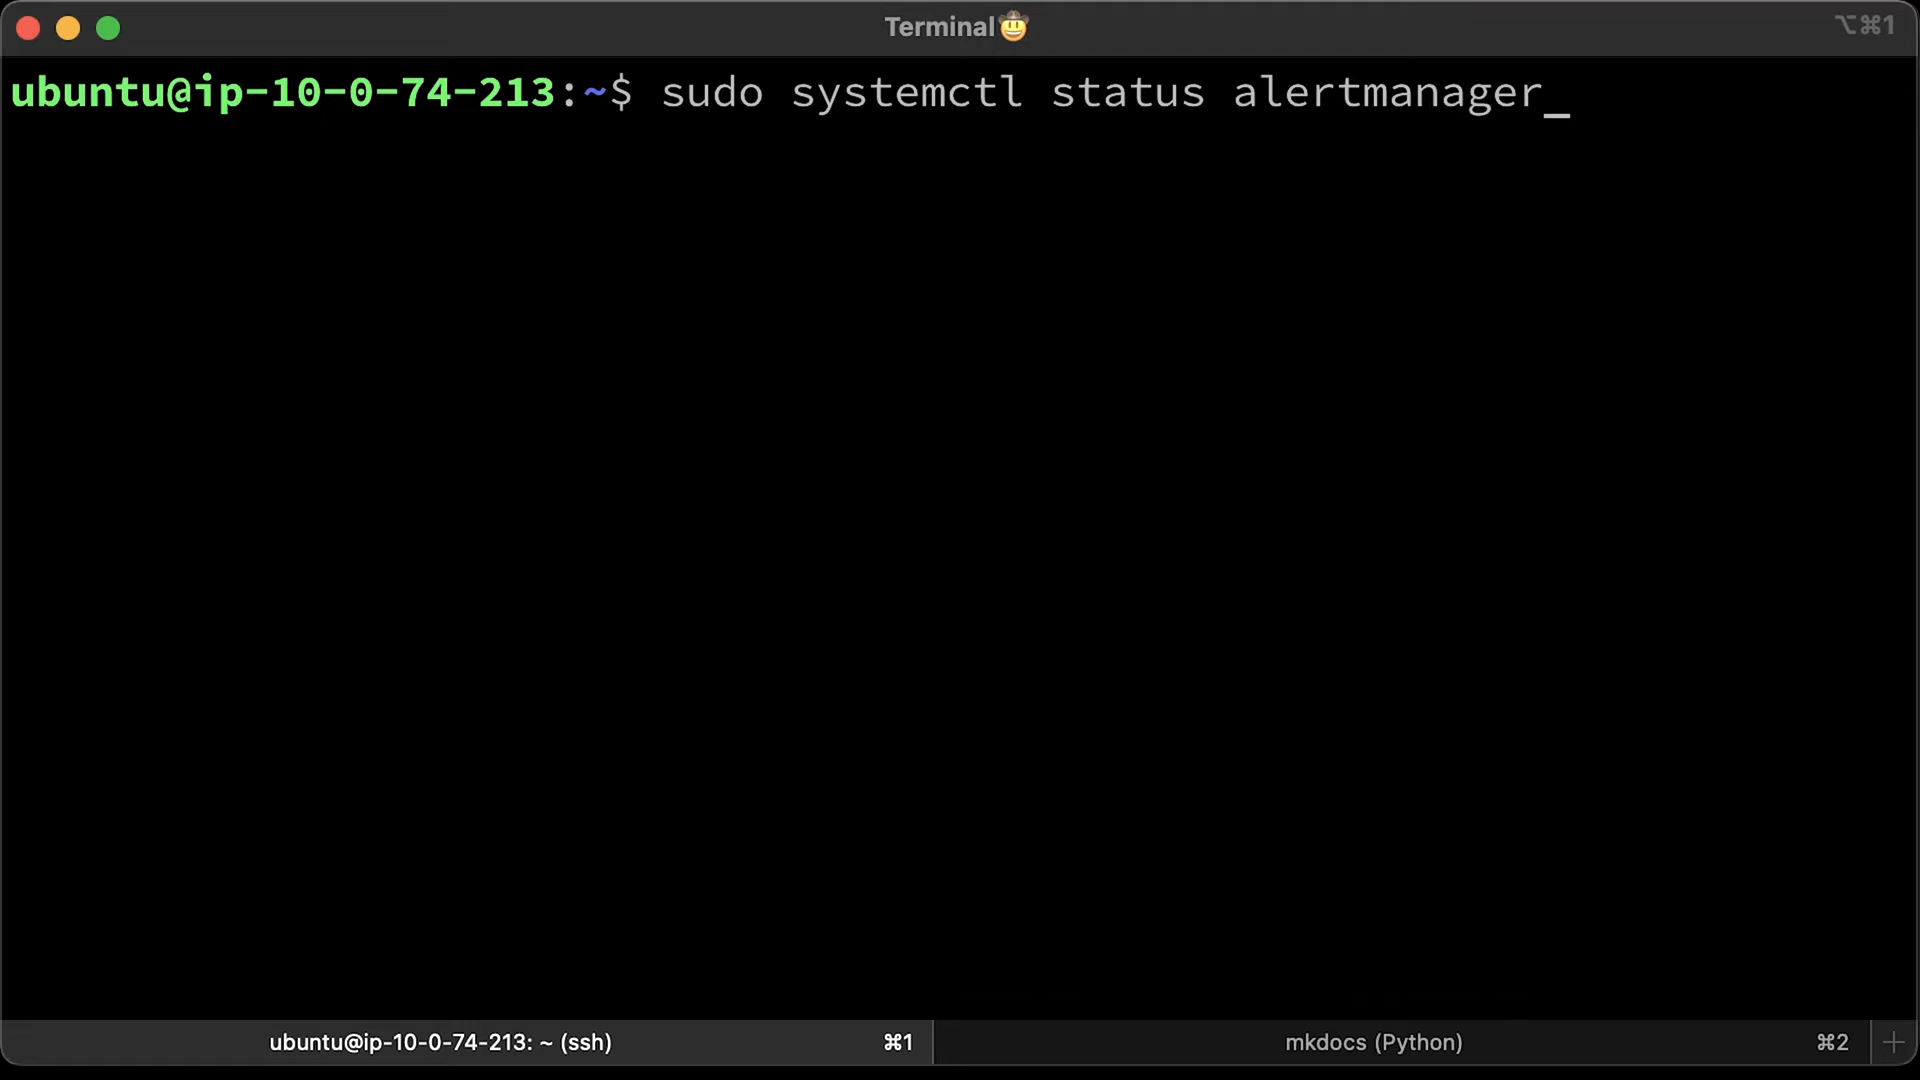 Terminal🤠
⌥⌘1
ubuntu@ip-10-0-74-213:~$ sudo systemctl status alertmanager_
ubuntu@ip-10-0-74-213: ~ (ssh) ⌘1
mkdocs (Python) ⌘2 +